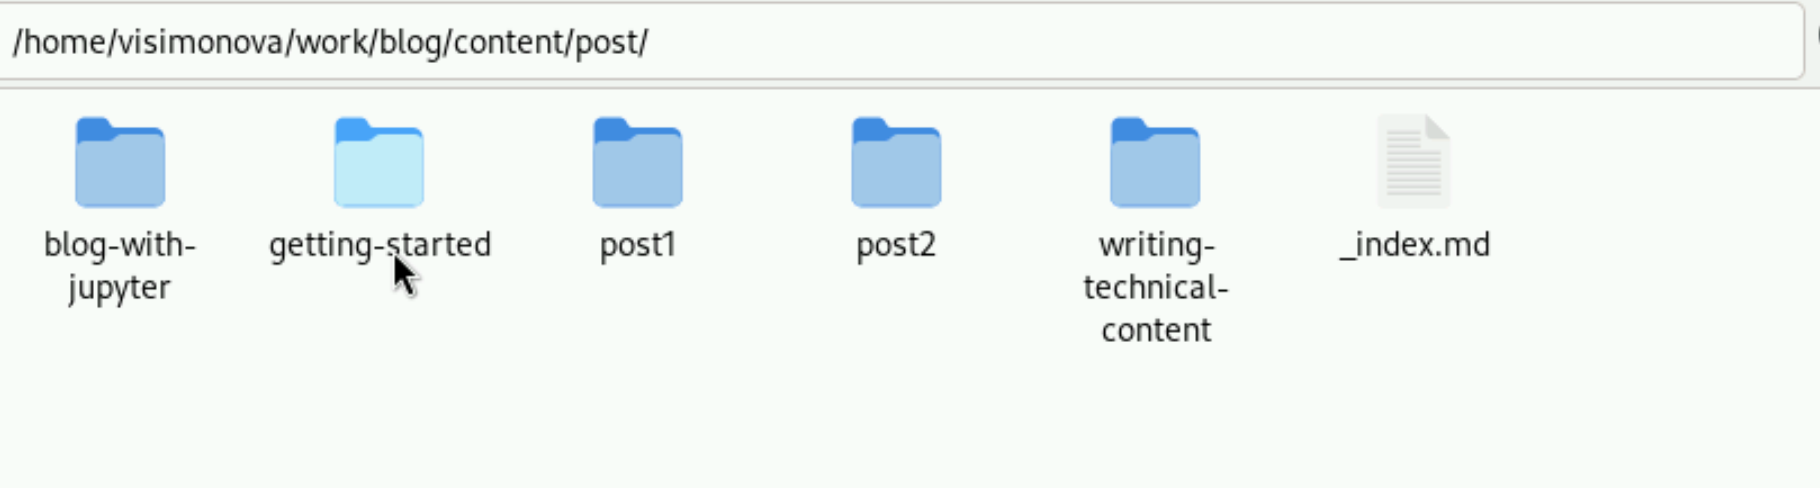 /home/visimonova/work/blog/content/post/
blog-with-
jupyter
getting-started
post1
post2
writing-
technical-
content
_index.md